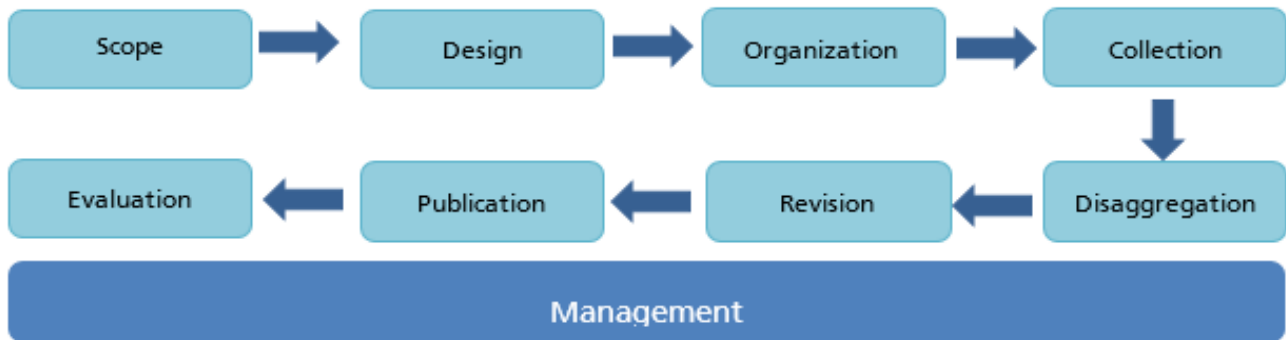 Scope
Design
Organization
Collection
Evaluation
Publication
Revision
Disaggregation
Management